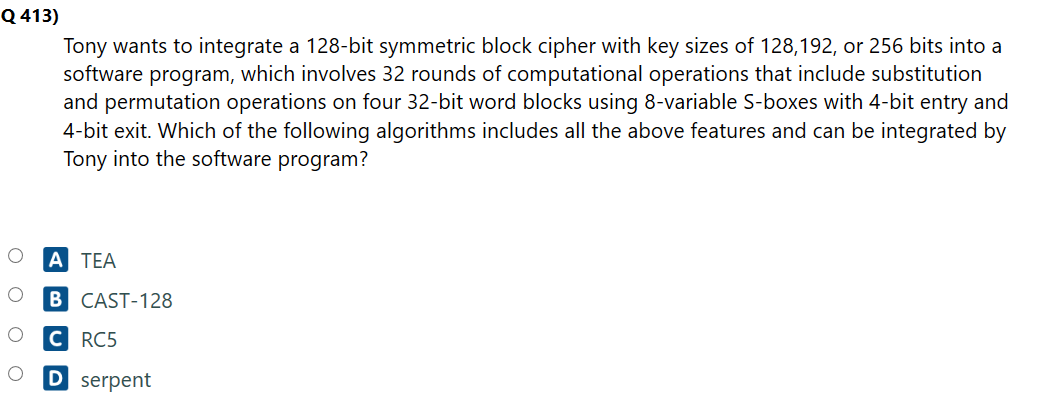 Q 413)
Tony wants to integrate a 128-bit symmetric block cipher with key sizes of 128,192, or 256 bits into a
software program, which involves 32 rounds of computational operations that include substitution
and permutation operations on four 32-bit word blocks using 8-variable S-boxes with 4-bit entry and
4-bit exit. Which of the following algorithms includes all the above features and can be integrated by
Tony into the software program?
A TEA
B CAST-128
C RC5
D serpent